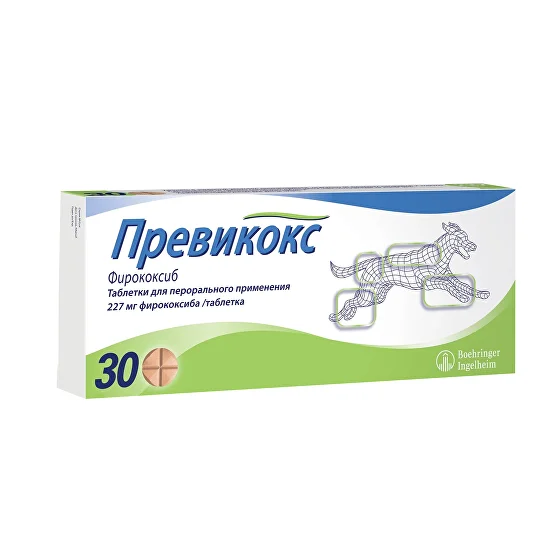 Превикокс
Фирококсиб
Таблетки для перорального применения
227 мг фирококсиба /таблетка
30
Boehringer
Ingelheim